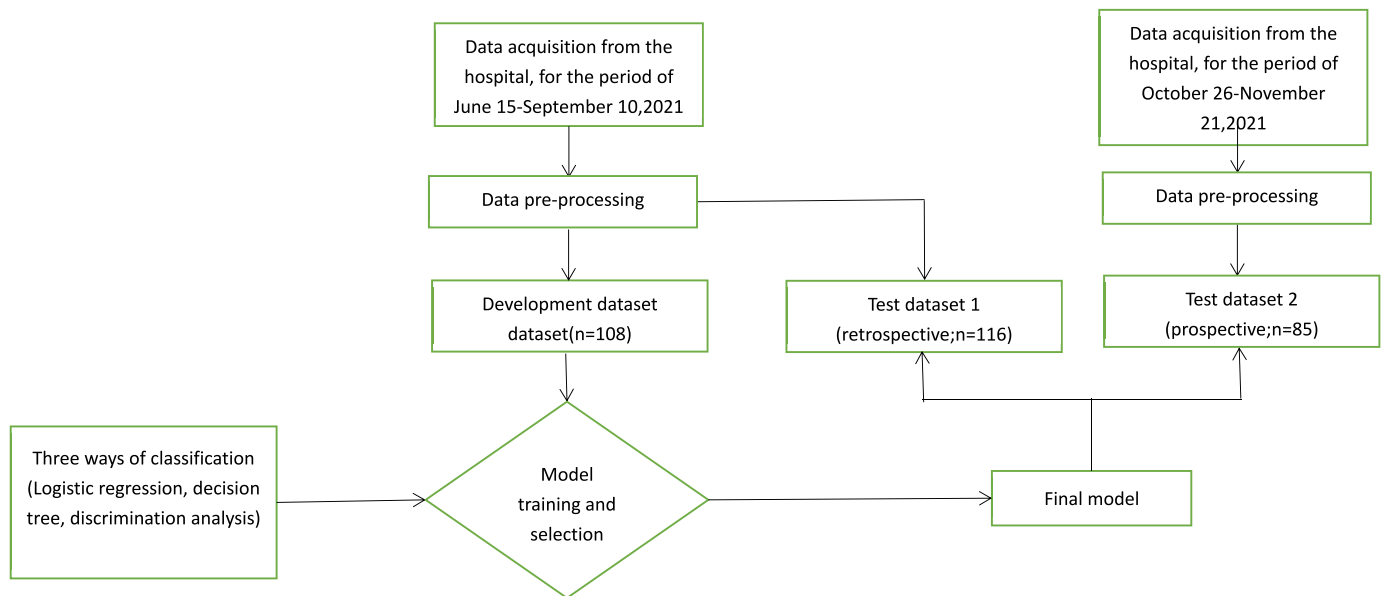 Data acquisition from the
hospital, for the period of
June 15-September 10,2021
Data acquisition from the
hospital, for the period of
October 26-November
21,2021
Data pre-processing
Data pre-processing
Development dataset
dataset(n=108)
Test dataset 1
(retrospective;n=116)
Test dataset 2
(prospective;n=85)
Three ways of classification
(Logistic regression, decision
tree, discrimination analysis)
Model
training and
selection
Final model